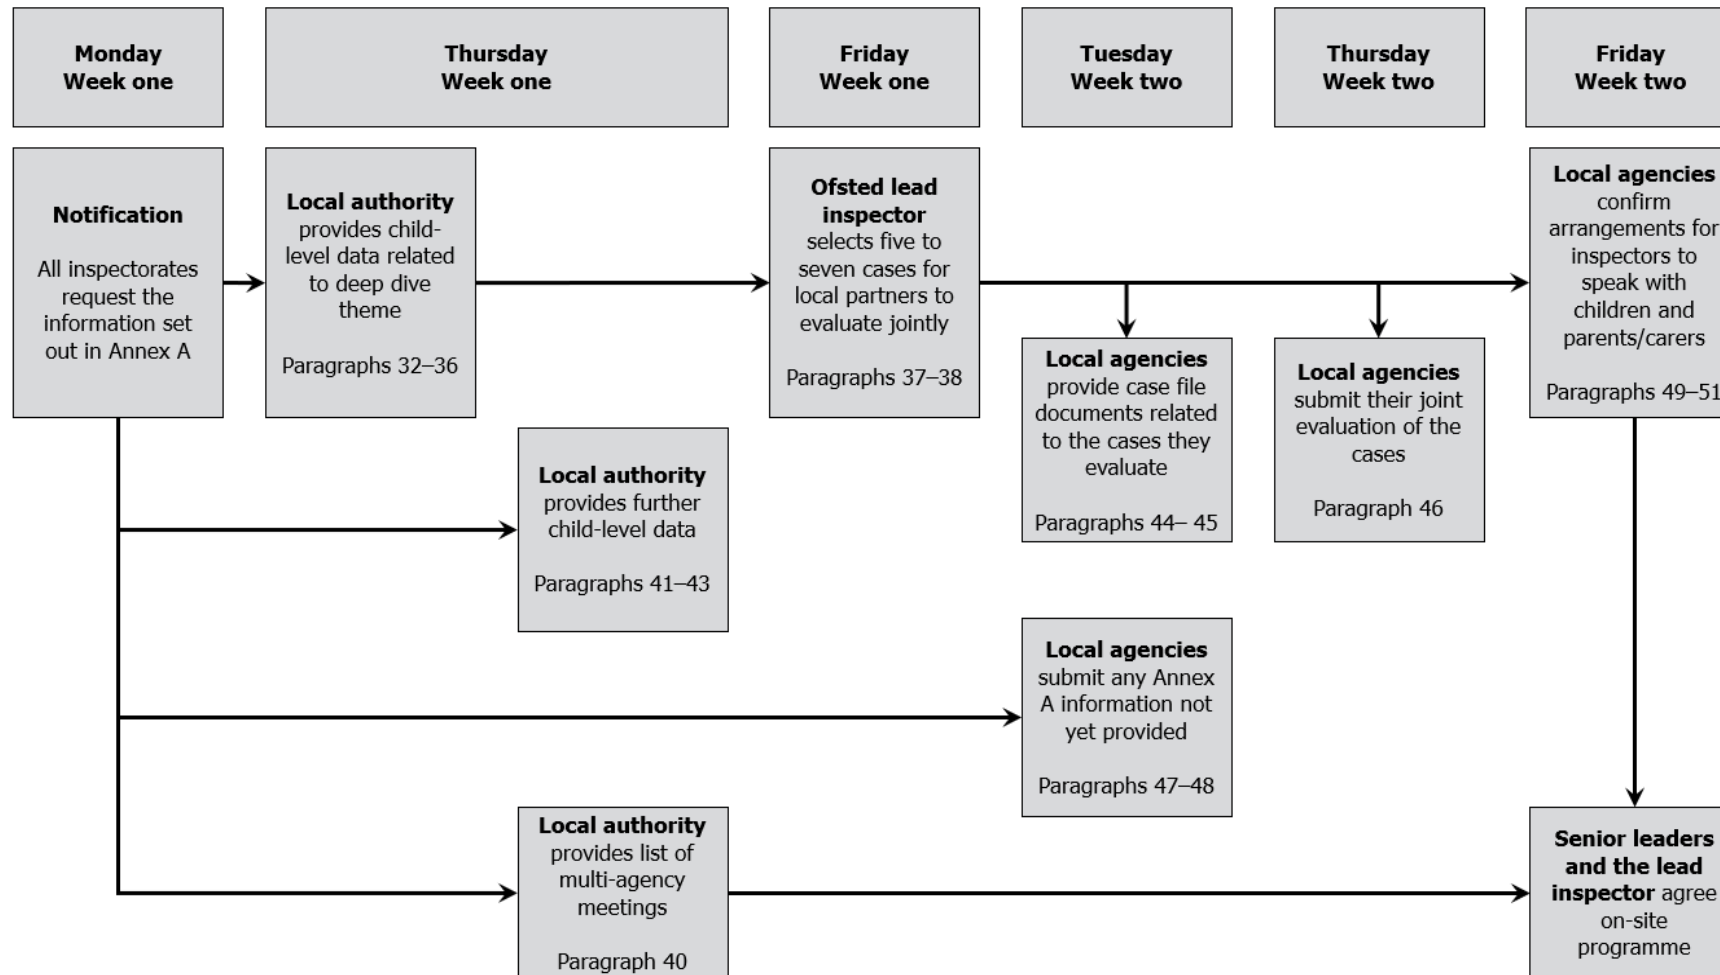 Monday
Week one
Thursday
Week one
Friday
Week one
Tuesday
Week two
Thursday
Week two
Friday
Week two
Notification
All inspectorates
request the
information set
out in Annex A
Local authority
provides child-
level data related
to deep dive
theme
Paragraphs 32–36
Ofsted lead
inspector
selects five to
seven cases for
local partners to
evaluate jointly
Paragraphs 37–38
Local agencies
confirm
arrangements for
inspectors to
speak with
children and
parents/carers
Paragraphs 49–51
Local agencies
provide case file
documents related
to the cases they
evaluate
Paragraphs 44– 45
Local agencies
submit their joint
evaluation of the
cases
Paragraph 46
Local authority
provides further
child-level data
Paragraphs 41–43
Local agencies
submit any Annex
A information not
yet provided
Paragraphs 47–48
Local authority
provides list of
multi-agency
meetings
Paragraph 40
Senior leaders
and the lead
inspector agree
on-site
programme